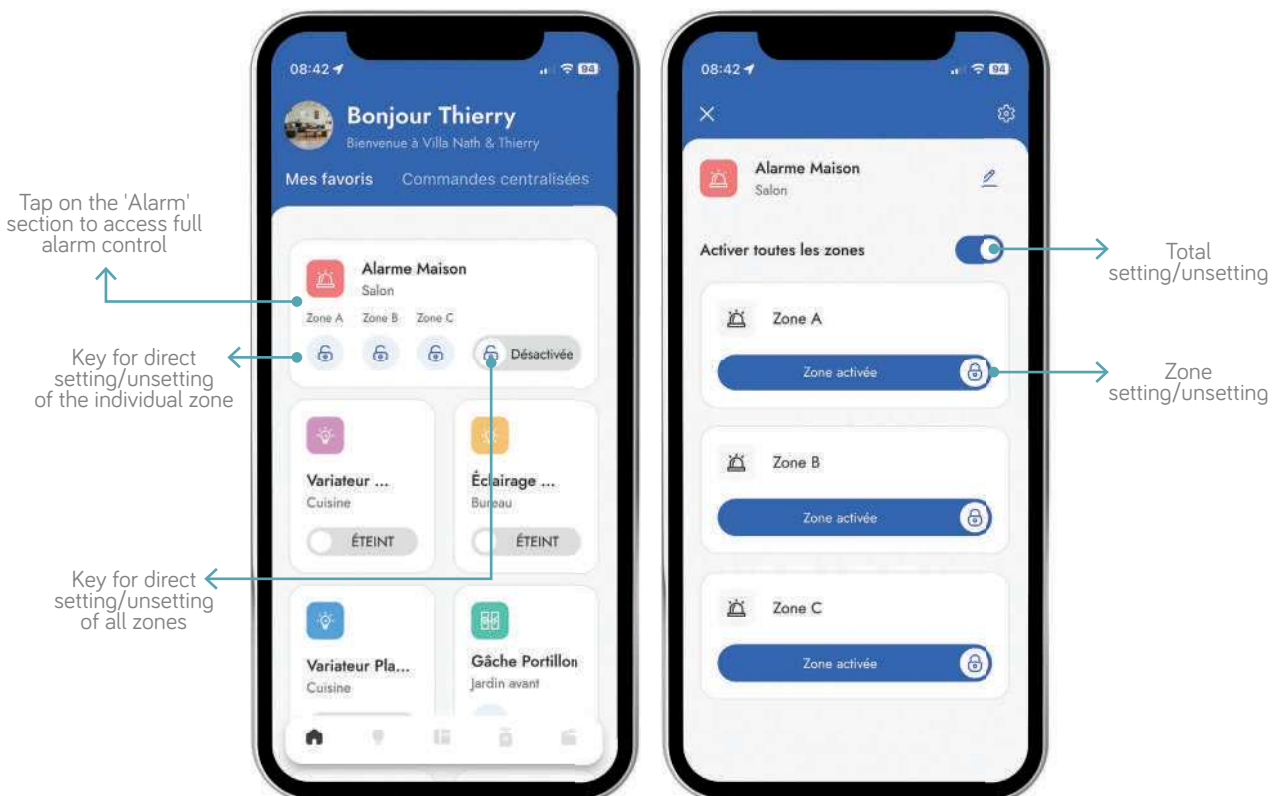 Tap on the 'Alarm'
section to access full
alarm control
Key for direct
setting/unsetting
of the individual zone
Key for direct
setting/unsetting
of all zones
08:42
94
Bonjour Thierry
Bienvenue à Villa Nath & Thierry
Mes favoris Commandes centralisées
Alarme Maison
Salon
Zone A Zone B Zone C
Désactivée
Variateur ...
Cuisine
ÉTEINT
Éclairage ...
Bureau
ÉTEINT
Variateur Pla...
Cuisine
Gâche Portillon
Jardin avant
08:42
94
Alarme Maison
Salon
Activer toutes les zones
Zone A
Zone activée
Zone B
Zone activée
Zone C
Zone activée
Total
setting/unsetting
Zone
setting/unsetting